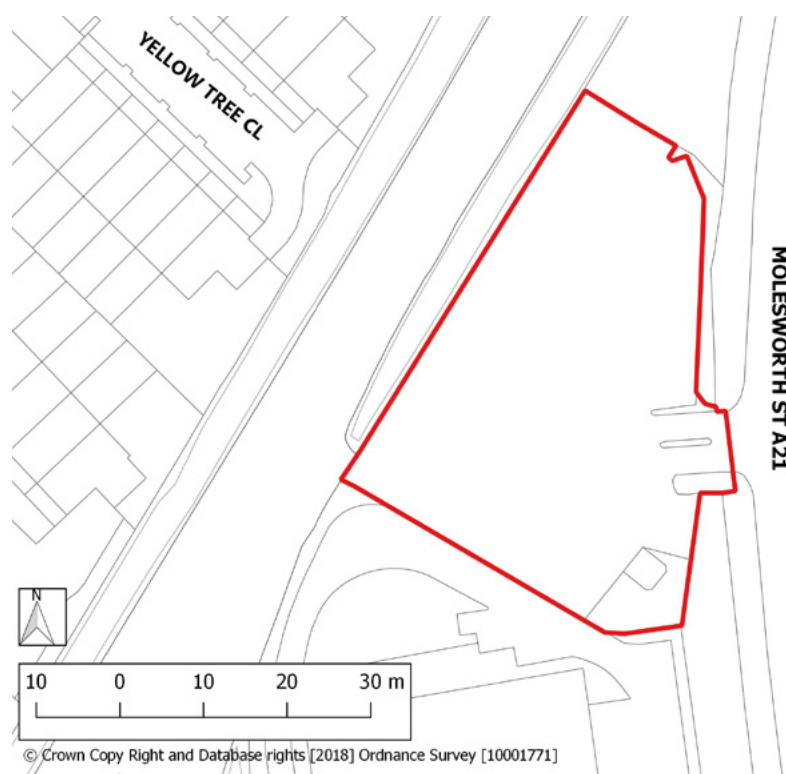 YELLOW TREE CL
MOLESWORTH ST A21
N
10 0 10 20 30 m
© Crown Copy Right and Database rights [2018] Ordnance Survey [10001771]